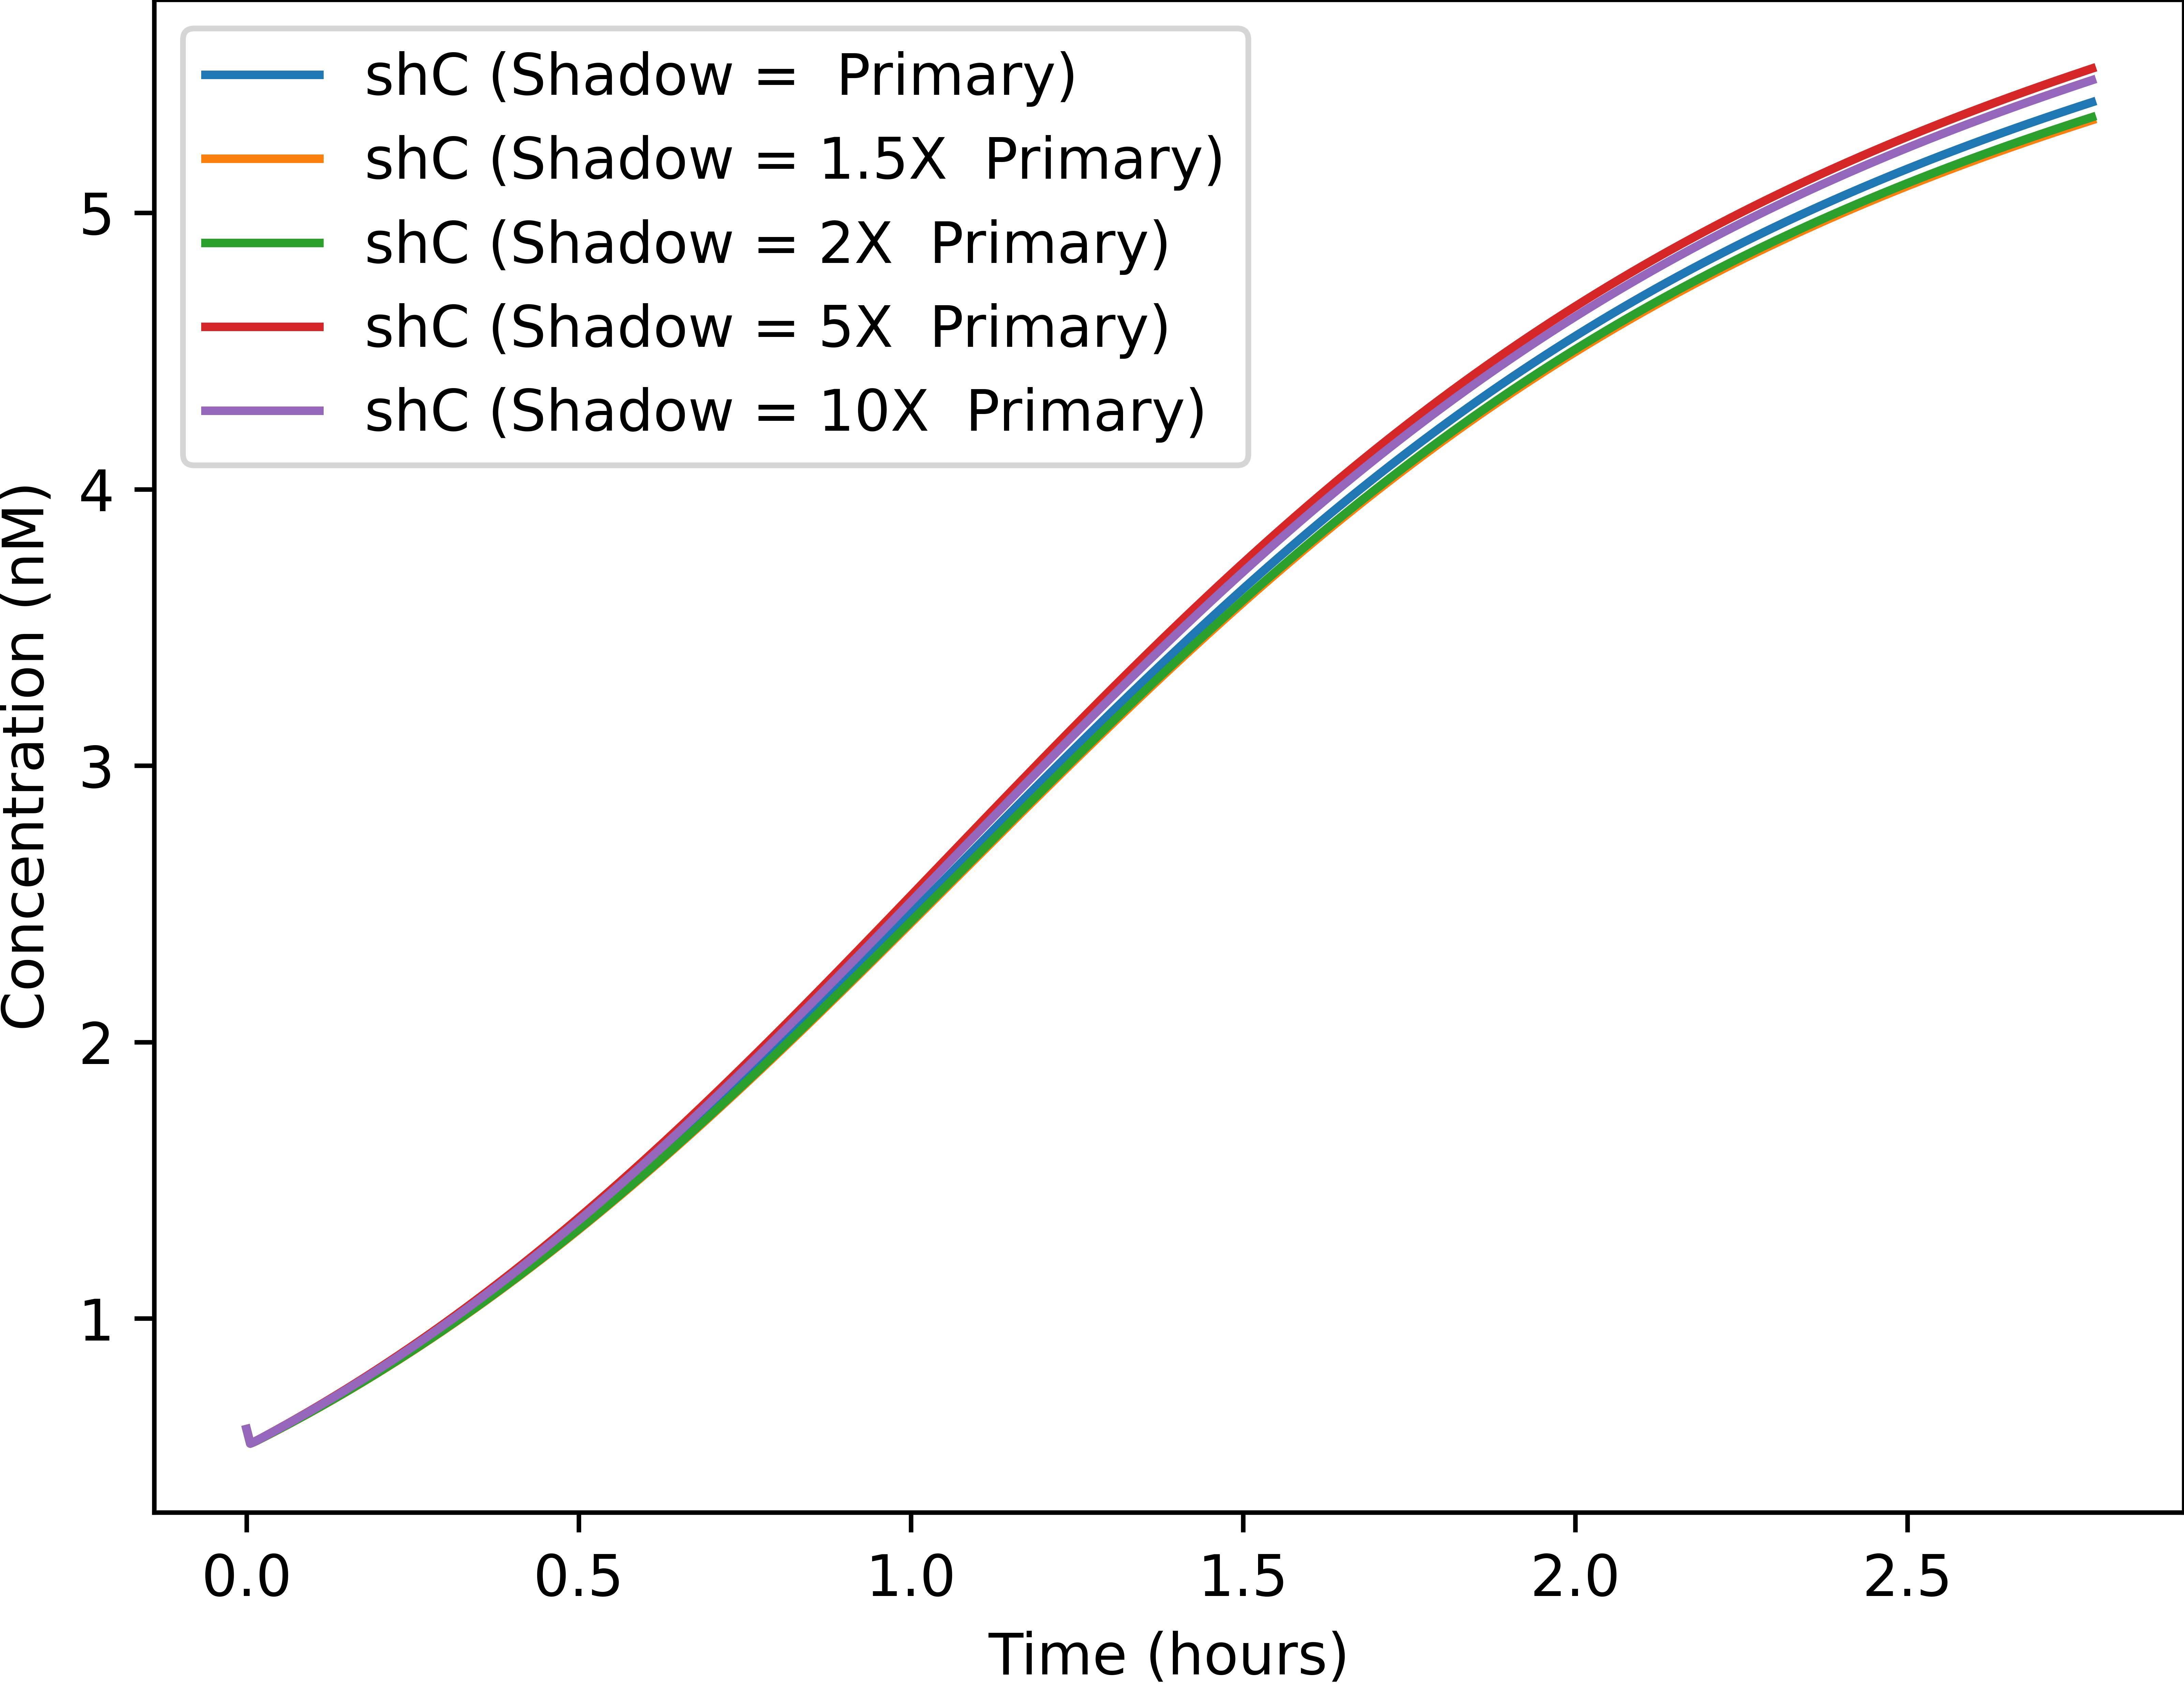 shC (Shadow =  Primary)
shC (Shadow = 1.5X  Primary)
shC (Shadow = 2X  Primary)
shC (Shadow = 5X  Primary)
shC (Shadow = 10X  Primary)
5
4
3
2
1
Concentration (nM)
0.0 0.5 1.0 1.5 2.0 2.5
Time (hours)